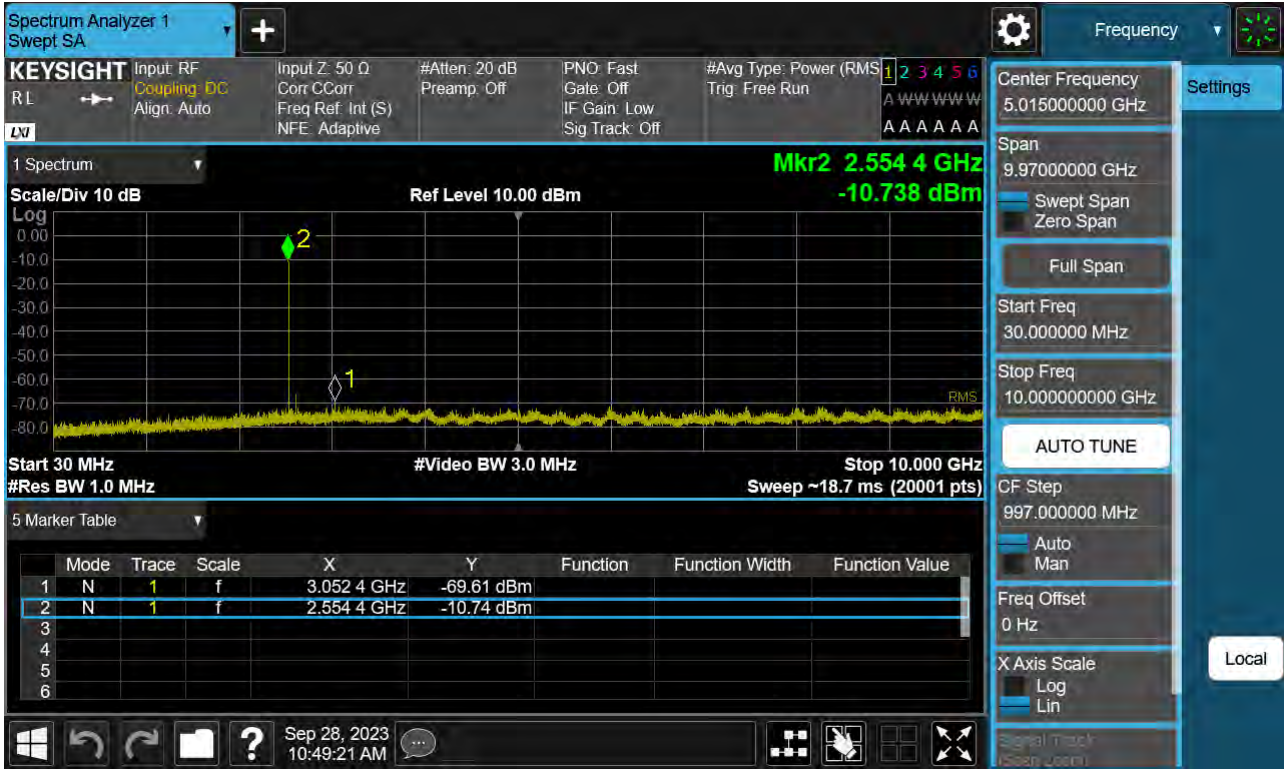 Spectrum Analyzer 1
Swept SA
+
Frequency
KEYSIGHT
RL
LXI
Input: RF
Coupling: DC
Align: Auto
Input Z: 50 Ω
Corr CCorr
Freq Ref: Int (S)
NFE: Adaptive
#Atten: 20 dB
Preamp: Off
PNO: Fast
Gate: Off
IF Gain: Low
Sig Track: Off
#Avg Type: Power (RMS
Trig: Free Run
1 2 3 4 5 6
A W W W W W
A A A A A A
1 Spectrum
Mkr2 2.554 4 GHz
-10.738 dBm
Scale/Div 10 dB
Ref Level 10.00 dBm
Log
0.00
-10.0
-20.0
-30.0
-40.0
-50.0
-60.0
-70.0
-80.0
2
1
RMS
Start 30 MHz
#Video BW 3.0 MHz
Stop 10.000 GHz
#Res BW 1.0 MHz
Sweep ~18.7 ms (20001 pts)
5 Marker Table
Mode Trace Scale X Y Function Function Width Function Value
1 N 1 f 3.052 4 GHz -69.61 dBm
2 N 1 f 2.554 4 GHz -10.74 dBm
3
4
5
6
Sep 28, 2023
10:49:21 AM
?
Center Frequency
5.015000000 GHz
Span
9.97000000 GHz
Swept Span
Zero Span
Full Span
Start Freq
30.000000 MHz
Stop Freq
10.000000000 GHz
AUTO TUNE
CF Step
997.000000 MHz
Auto
Man
Freq Offset
0 Hz
X Axis Scale
Log
Lin
Signal Track
(Span Zoom)
Settings
Local